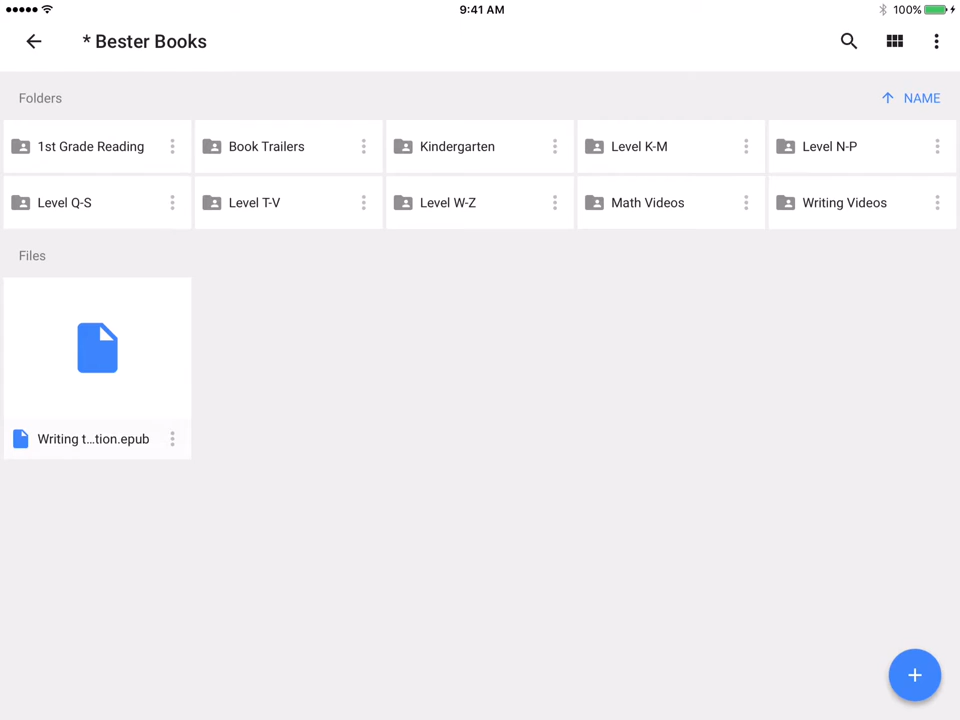 9:41 AM
100%
* Bester Books
Folders
NAME
1st Grade Reading
Book Trailers
Kindergarten
Level K-M
Level N-P
Level Q-S
Level T-V
Level W-Z
Math Videos
Writing Videos
Files
Writing t...tion.epub